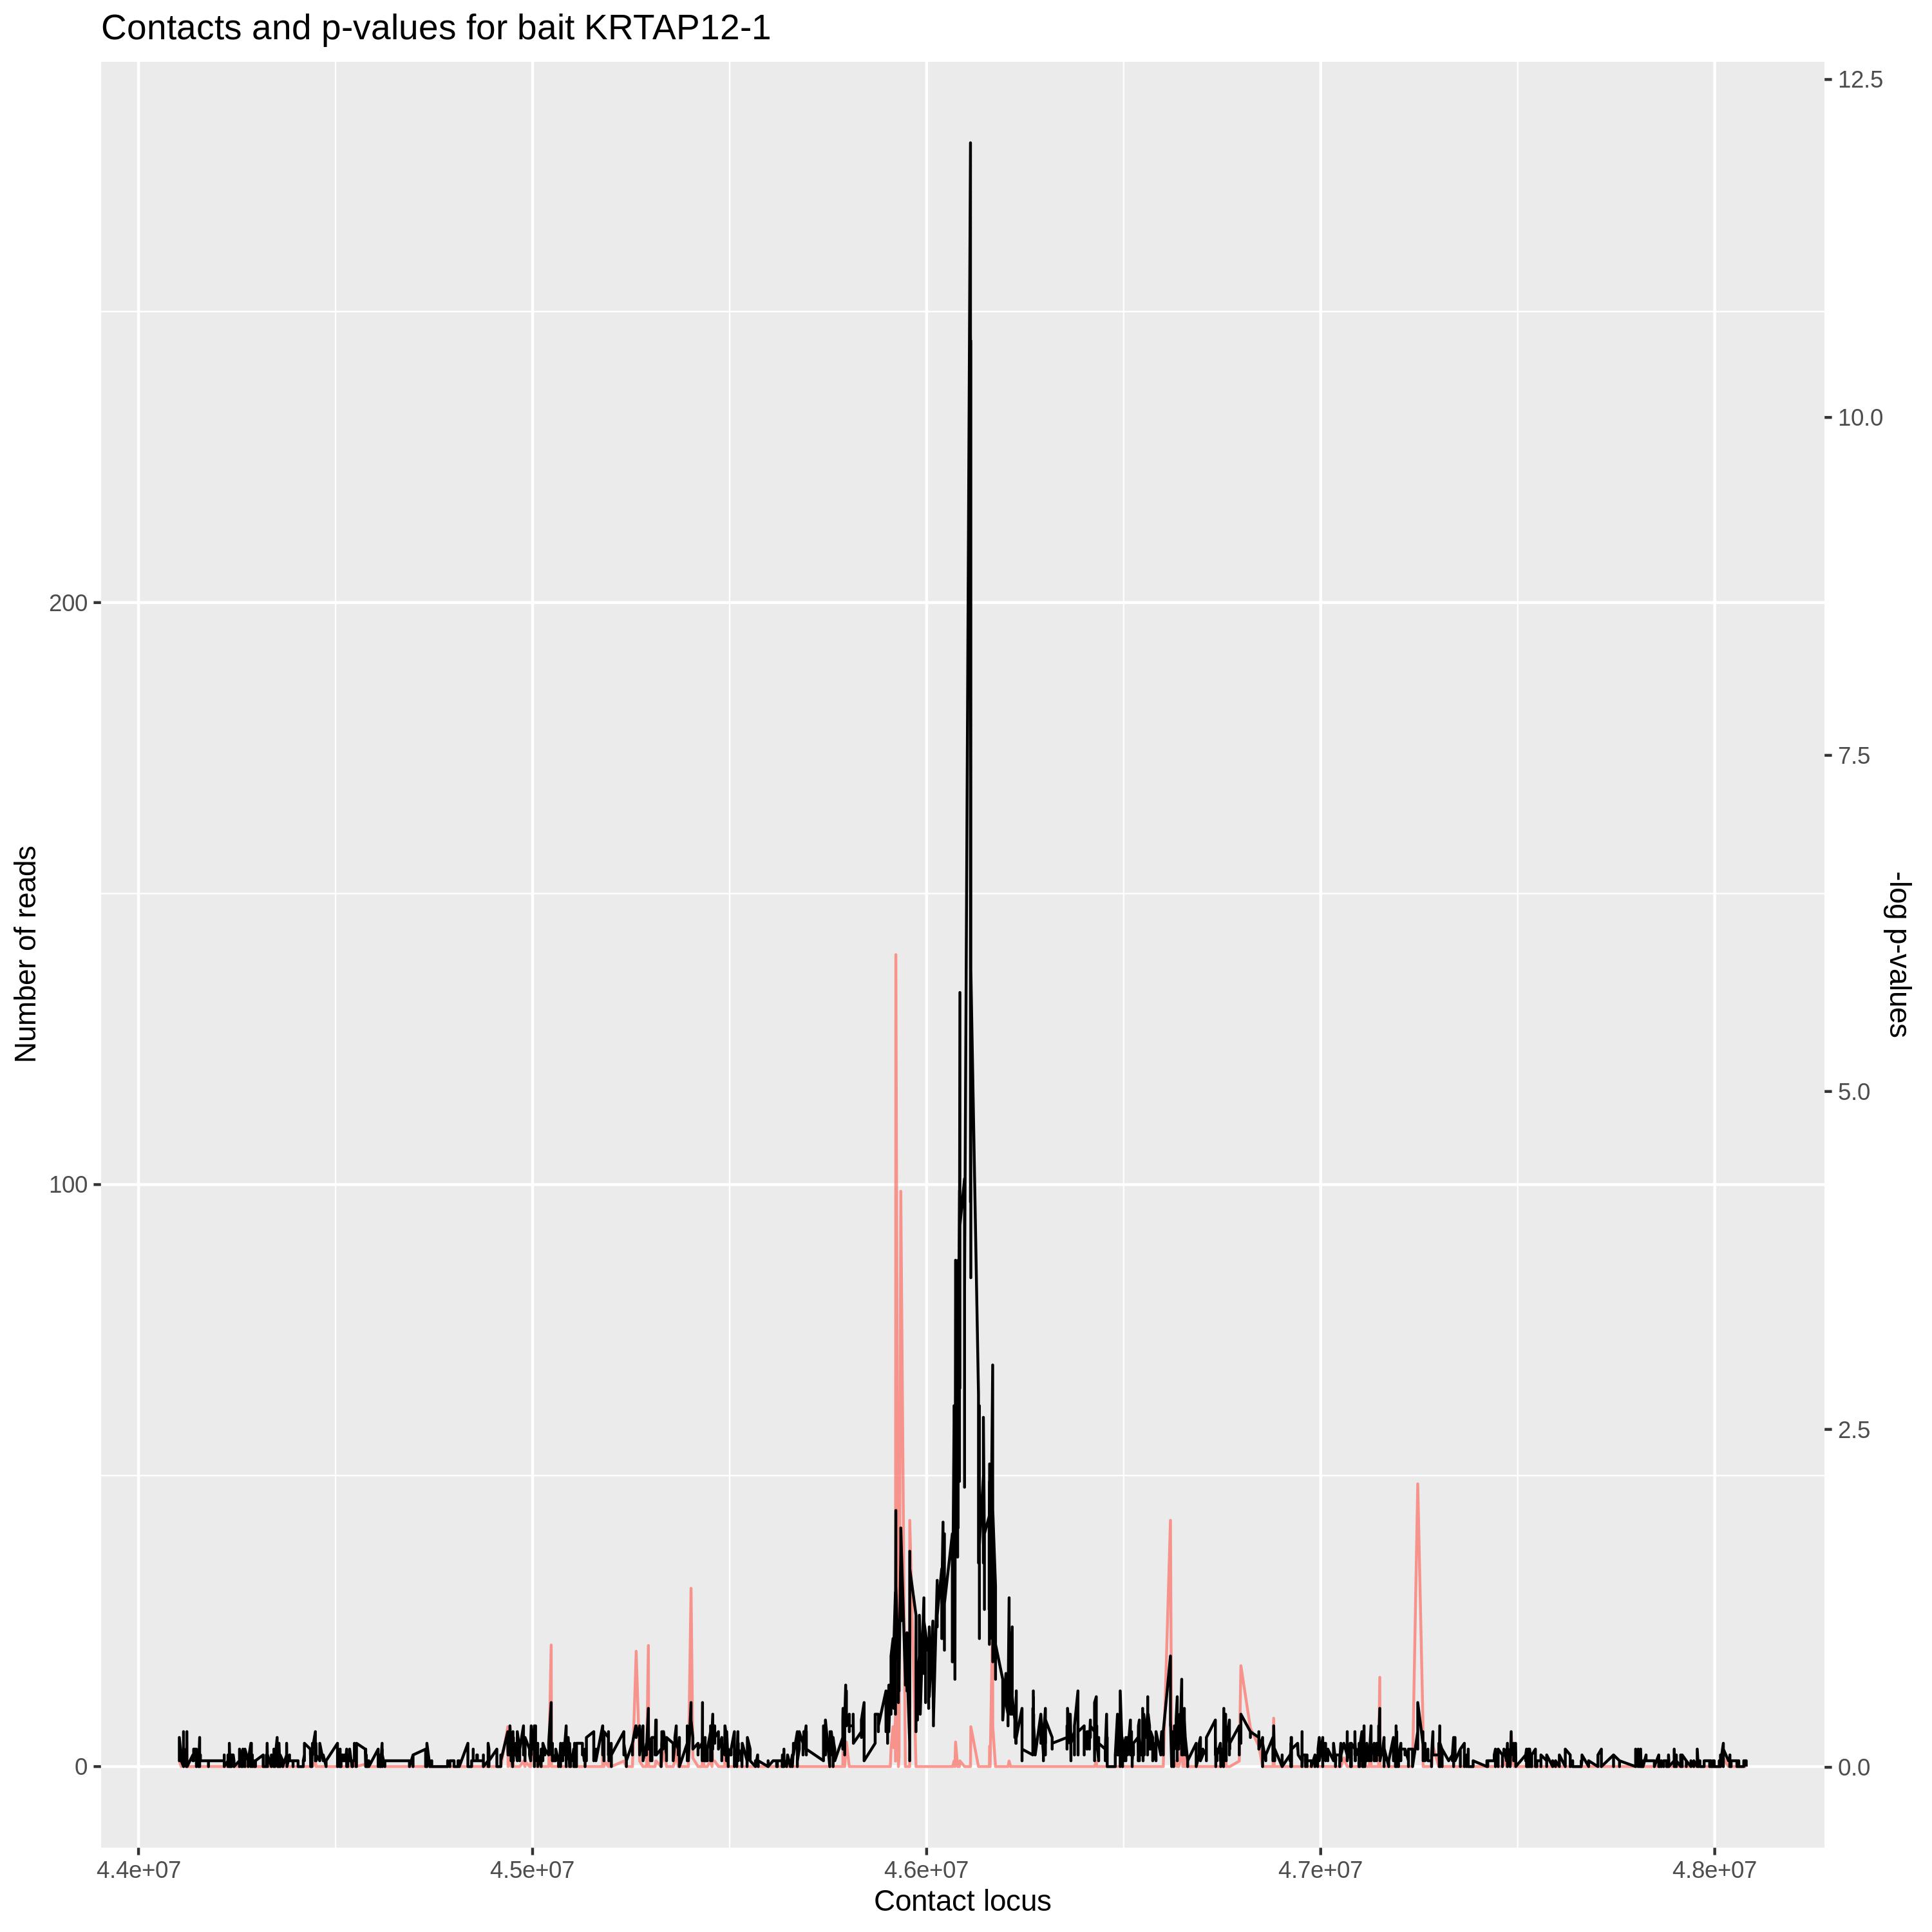 Contacts and p-values for bait KRTAP12-1
12.5
10.0
200
7.5
Number of reads
-log p-values
5.0
100
2.5
0
0.0
4.4e+07
4.5e+07
4.6e+07
4.7e+07
4.8e+07
Contact locus